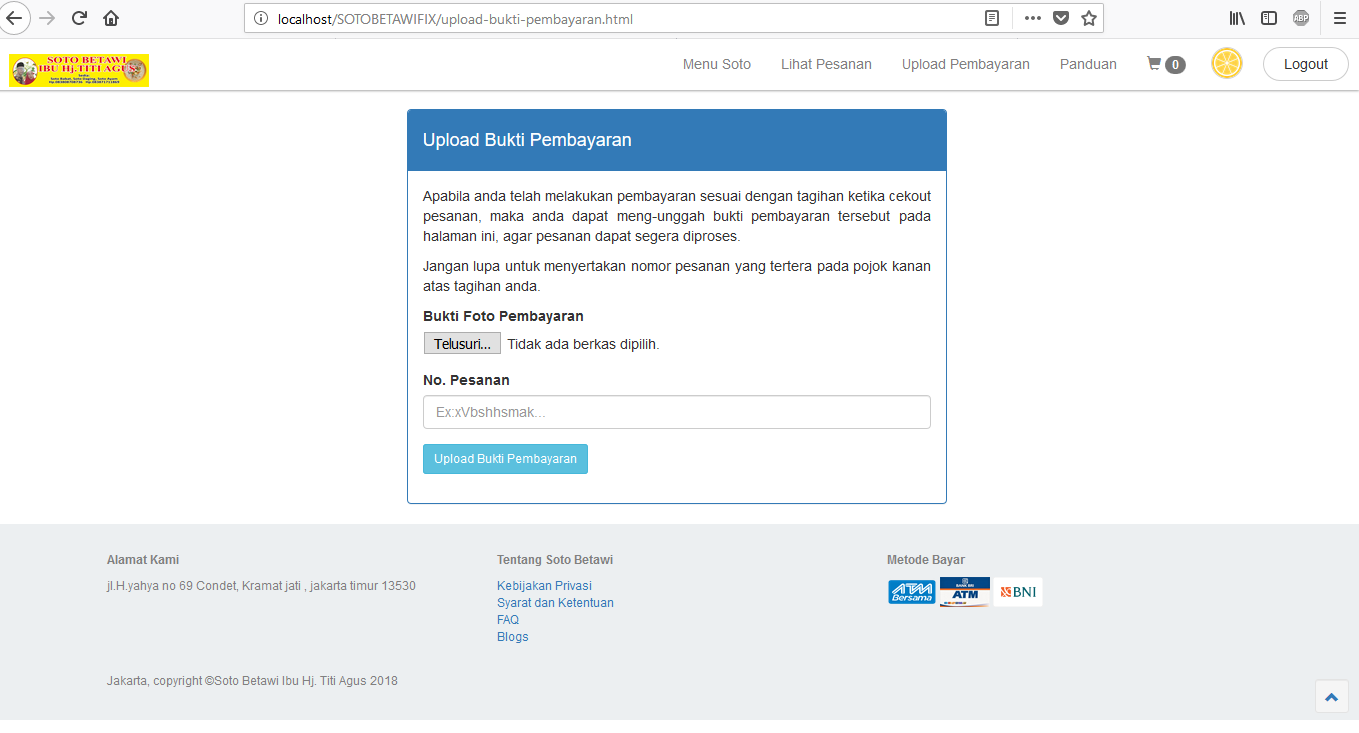 localhost/SOTOBETAWIFIX/upload-bukti-pembayaran.html
ABP
SOTO BETAWI
IBU Hj.TITI AGUS
Menu Soto
Lihat Pesanan
Upload Pembayaran
Panduan
0
Logout
Upload Bukti Pembayaran
Apabila anda telah melakukan pembayaran sesuai dengan tagihan ketika cekout
pesanan, maka anda dapat meng-unggah bukti pembayaran tersebut pada
halaman ini, agar pesanan dapat segera diproses.
Jangan lupa untuk menyertakan nomor pesanan yang tertera pada pojok kanan
atas tagihan anda.
Bukti Foto Pembayaran
Telusuri... Tidak ada berkas dipilih.
No. Pesanan
Ex:xVbshhsmak...
Upload Bukti Pembayaran
Alamat Kami
jl.H.yahya no 69 Condet, Kramat jati , jakarta timur 13530
Tentang Soto Betawi
Kebijakan Privasi
Syarat dan Ketentuan
FAQ
Blogs
Metode Bayar
ATM
Bersama
ATM
BNI
Jakarta, copyright ©Soto Betawi Ibu Hj. Titi Agus 2018